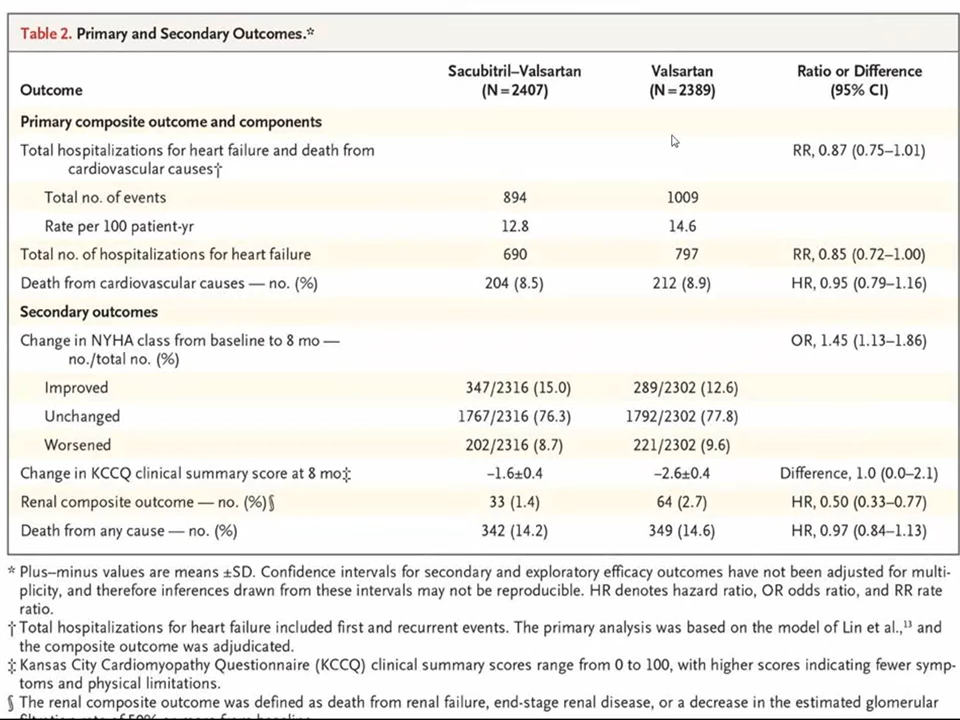 Table 2. Primary and Secondary Outcomes.*
Outcome Sacubitril–Valsartan (N=2407) Valsartan (N=2389) Ratio or Difference (95% CI)
Primary composite outcome and components
Total hospitalizations for heart failure and death from cardiovascular causes† RR, 0.87 (0.75–1.01)
Total no. of events 894 1009
Rate per 100 patient-yr 12.8 14.6
Total no. of hospitalizations for heart failure 690 797 RR, 0.85 (0.72–1.00)
Death from cardiovascular causes — no. (%) 204 (8.5) 212 (8.9) HR, 0.95 (0.79–1.16)
Secondary outcomes
Change in NYHA class from baseline to 8 mo — no./total no. (%) OR, 1.45 (1.13–1.86)
Improved 347/2316 (15.0) 289/2302 (12.6)
Unchanged 1767/2316 (76.3) 1792/2302 (77.8)
Worsened 202/2316 (8.7) 221/2302 (9.6)
Change in KCCQ clinical summary score at 8 mo‡ –1.6±0.4 –2.6±0.4 Difference, 1.0 (0.0–2.1)
Renal composite outcome — no. (%)§ 33 (1.4) 64 (2.7) HR, 0.50 (0.33–0.77)
Death from any cause — no. (%) 342 (14.2) 349 (14.6) HR, 0.97 (0.84–1.13)
* Plus–minus values are means ±SD. Confidence intervals for secondary and exploratory efficacy outcomes have not been adjusted for multi-
plicity, and therefore inferences drawn from these intervals may not be reproducible. HR denotes hazard ratio, OR odds ratio, and RR rate
ratio.
† Total hospitalizations for heart failure included first and recurrent events. The primary analysis was based on the model of Lin et al.,¹³ and
the composite outcome was adjudicated.
‡ Kansas City Cardiomyopathy Questionnaire (KCCQ) clinical summary scores range from 0 to 100, with higher scores indicating fewer symp-
toms and physical limitations.
§ The renal composite outcome was defined as death from renal failure, end-stage renal disease, or a decrease in the estimated glomerular